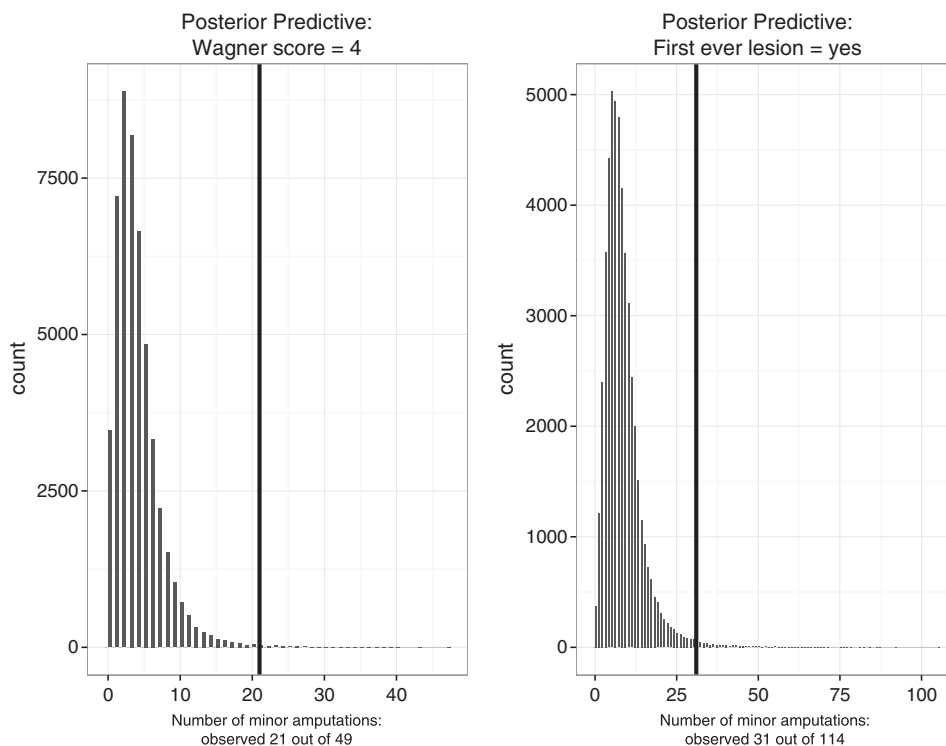 Posterior Predictive:
Wagner score = 4
count
7500
5000
2500
0
0 10 20 30 40
Number of minor amputations:
observed 21 out of 49
Posterior Predictive:
First ever lesion = yes
count
5000
4000
3000
2000
1000
0
0 25 50 75 100
Number of minor amputations:
observed 31 out of 114